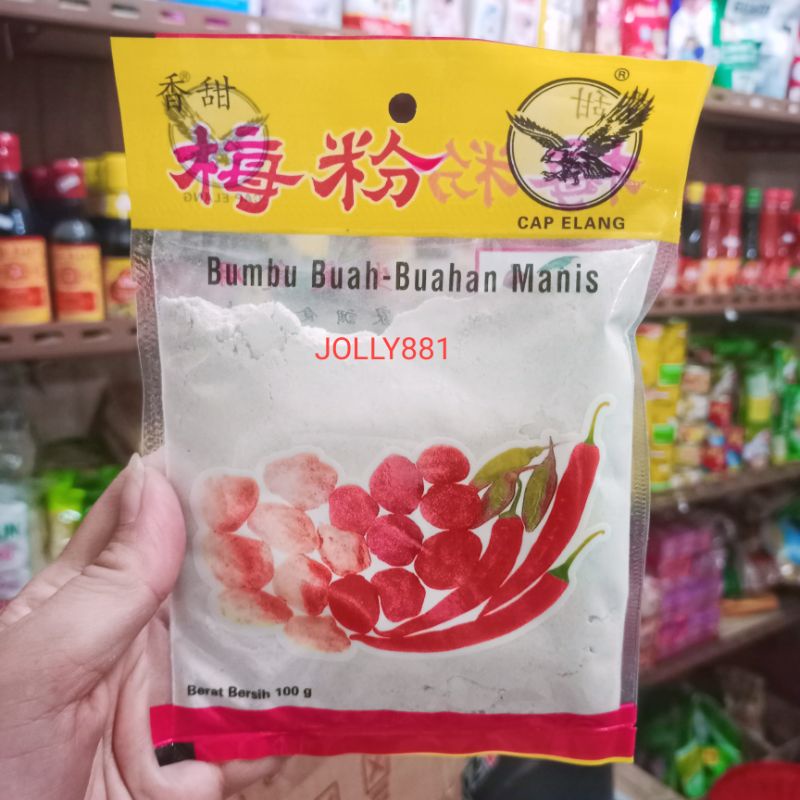 香甜
梅粉
®
CAP ELANG
Bumbu Buah-Buahan Manis
JOLLY881
Berat Bersih 100 g